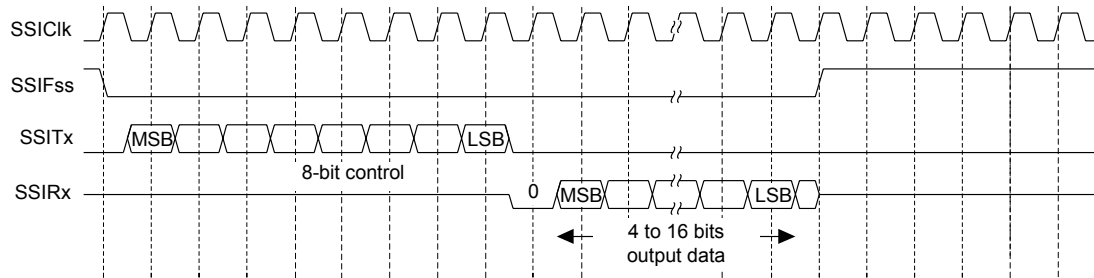 SSIClk
SSIFss
SSITx
MSB
LSB
8-bit control
SSIRx
0
MSB
LSB
4 to 16 bits
output data